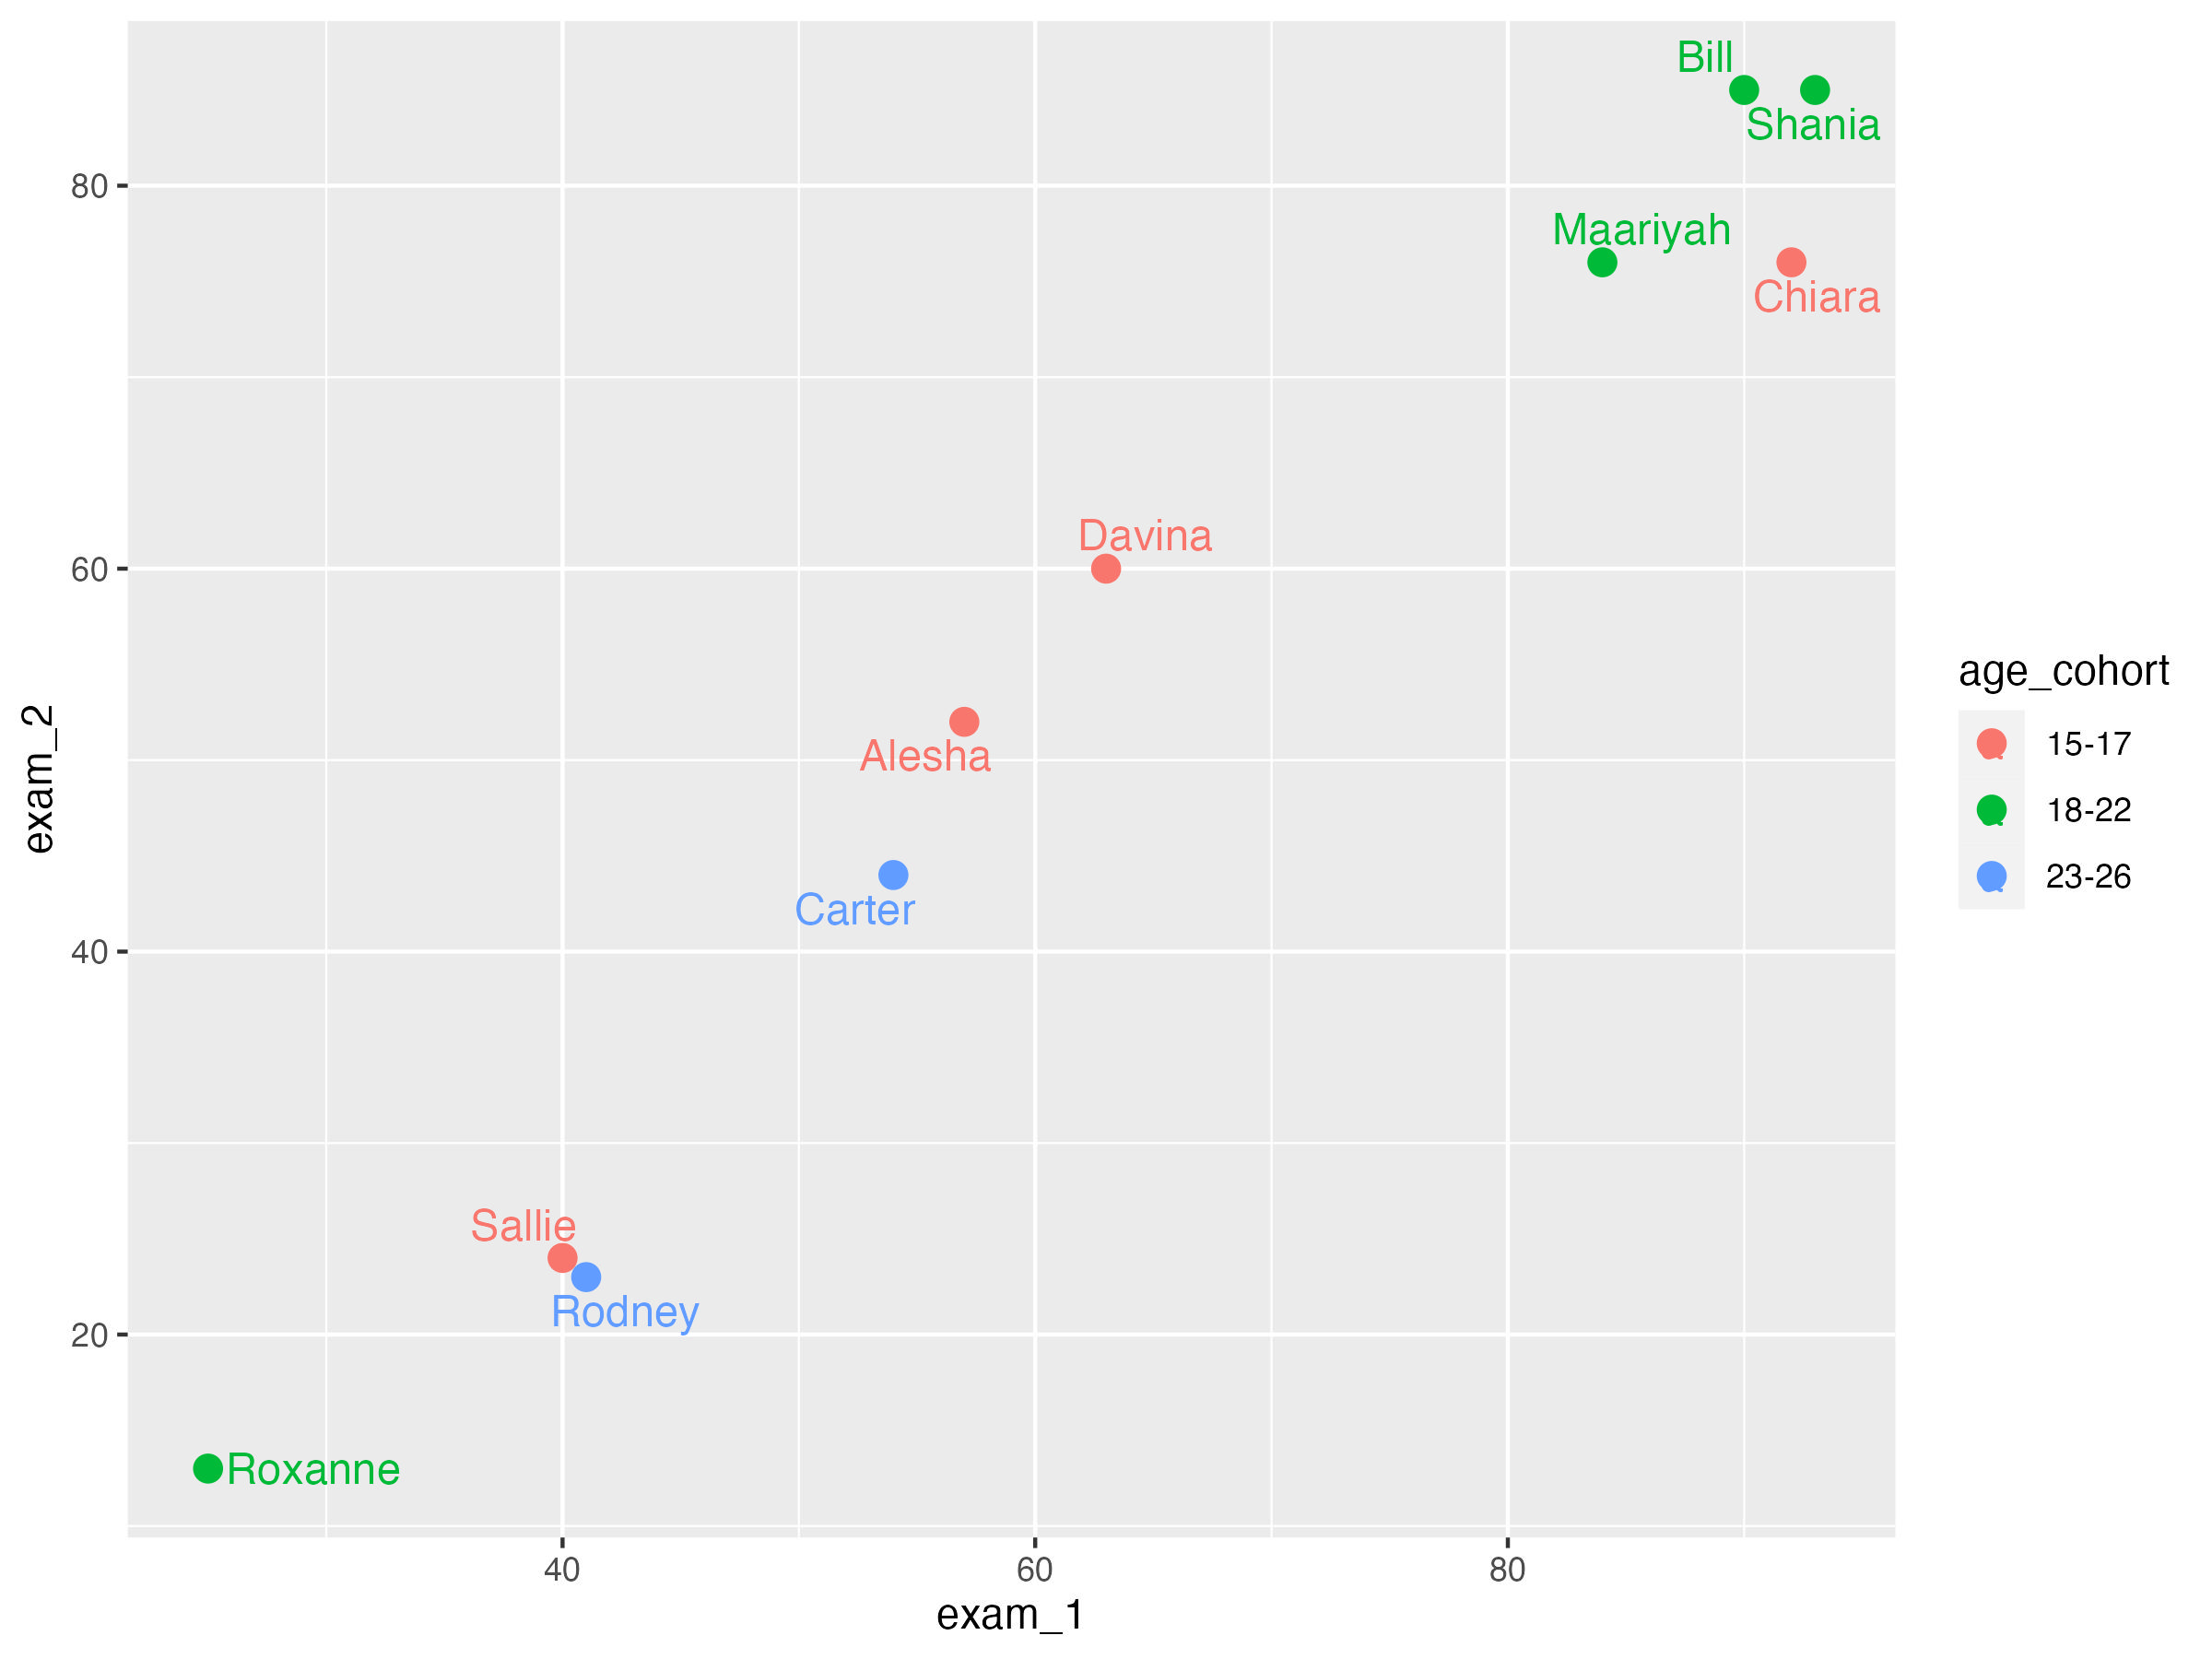 Bill
Shania
80
Maariyah
Chiara
Davina
60
age_cohort
Alesha
15-17
exam_2
18-22
23-26
Carter
40
Sallie
Rodney
20
Roxanne
40 60 80
exam_1